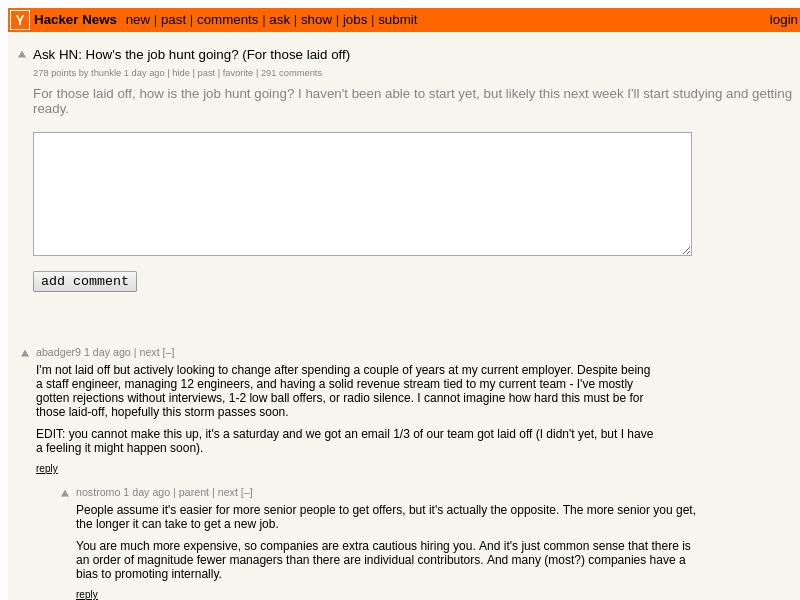 Y Hacker News new | past | comments | ask | show | jobs | submit login
Ask HN: How's the job hunt going? (For those laid off)
278 points by thunkle 1 day ago | hide | past | favorite | 291 comments
For those laid off, how is the job hunt going? I haven't been able to start yet, but likely this next week I'll start studying and getting
ready.
add comment
abadger9 1 day ago | next [–]
I'm not laid off but actively looking to change after spending a couple of years at my current employer. Despite being
a staff engineer, managing 12 engineers, and having a solid revenue stream tied to my current team - I've mostly
gotten rejections without interviews, 1-2 low ball offers, or radio silence. I cannot imagine how hard this must be for
those laid-off, hopefully this storm passes soon.
EDIT: you cannot make this up, it's a saturday and we got an email 1/3 of our team got laid off (I didn't yet, but I have
a feeling it might happen soon).
reply
nostromo 1 day ago | parent | next [–]
People assume it's easier for more senior people to get offers, but it's actually the opposite. The more senior you get,
the longer it can take to get a new job.
You are much more expensive, so companies are extra cautious hiring you. And it's just common sense that there is
an order of magnitude fewer managers than there are individual contributors. And many (most?) companies have a
bias to promoting internally.
reply